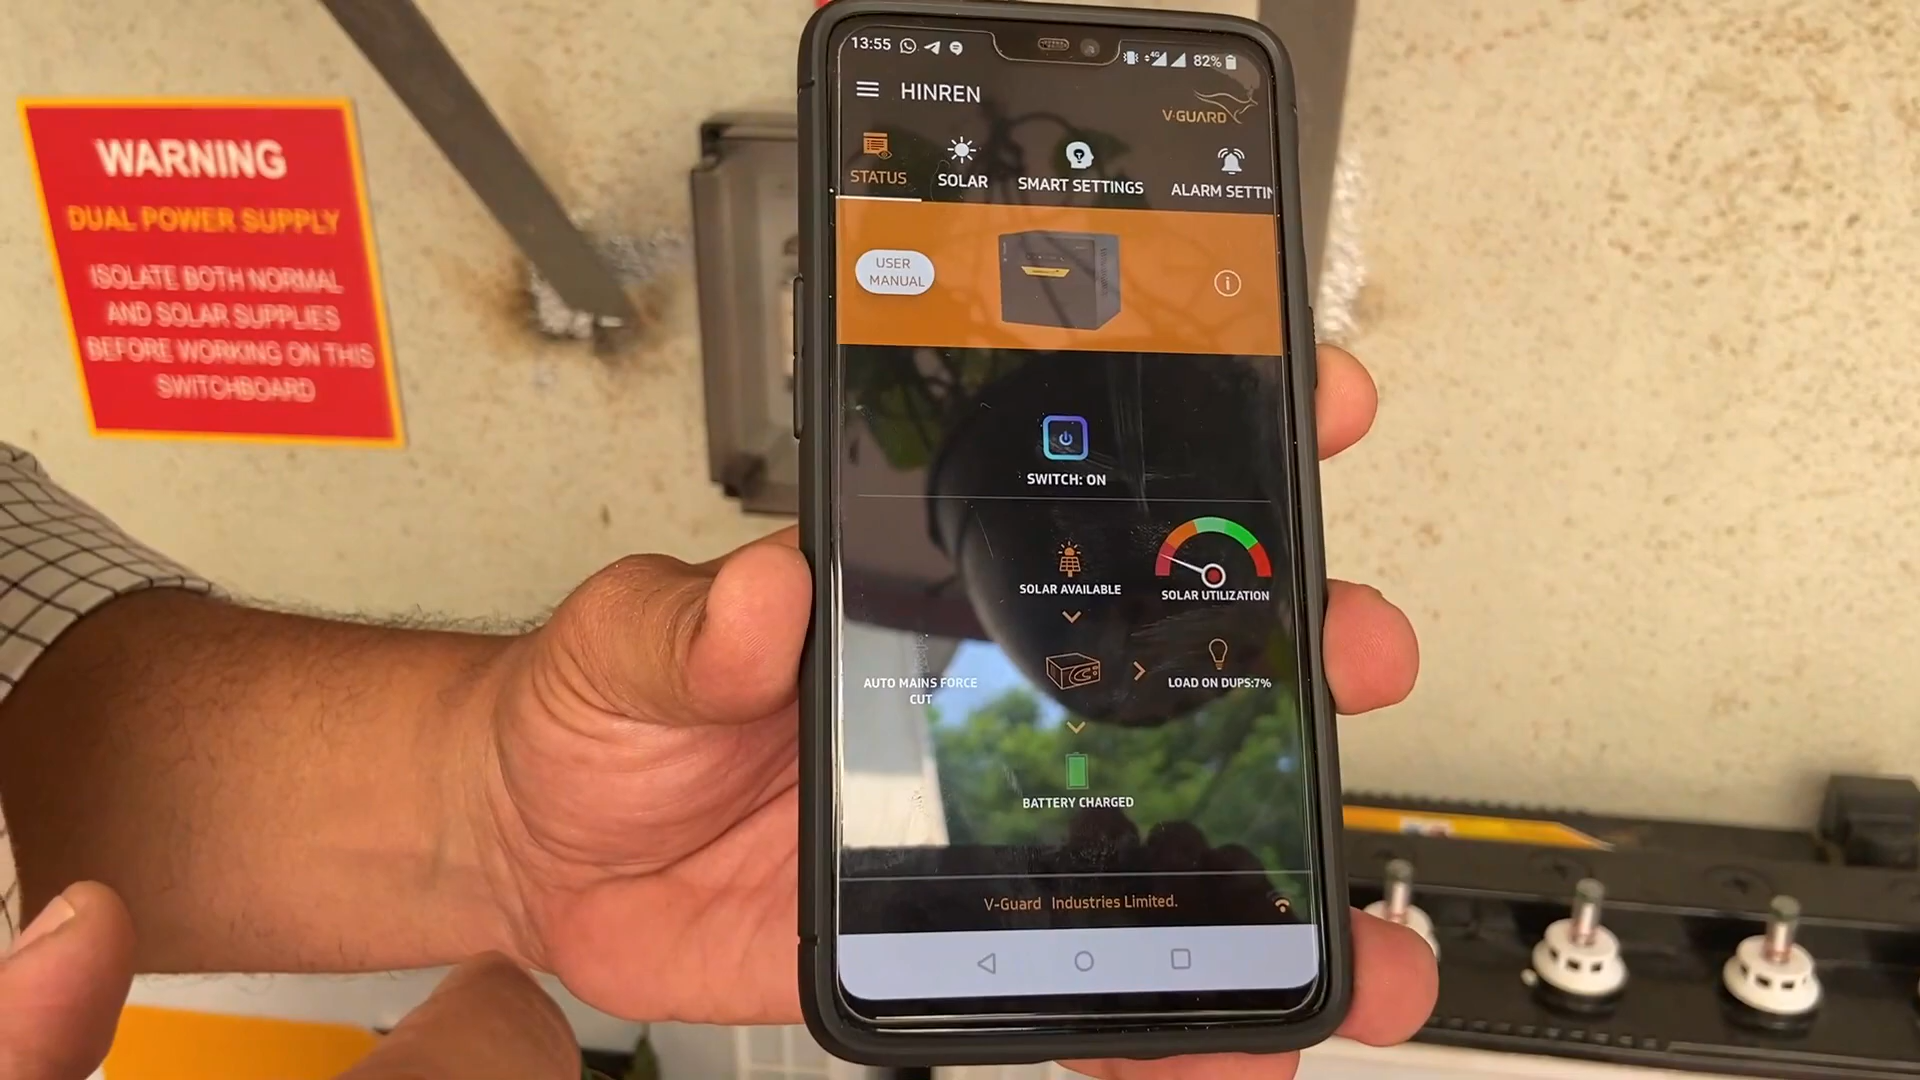 WARNING
DUAL POWER SUPPLY
ISOLATE BOTH NORMAL
AND SOLAR SUPPLIES
BEFORE WORKING ON THIS
SWITCHBOARD
13:55
4G
82%
HINREN
V-GUARD
STATUS
SOLAR
SMART SETTINGS
ALARM SETTIN
USER
MANUAL
i
SWITCH: ON
SOLAR AVAILABLE
SOLAR UTILIZATION
AUTO MAINS FORCE
CUT
LOAD ON DUPS:7%
BATTERY CHARGED
V-Guard Industries Limited.